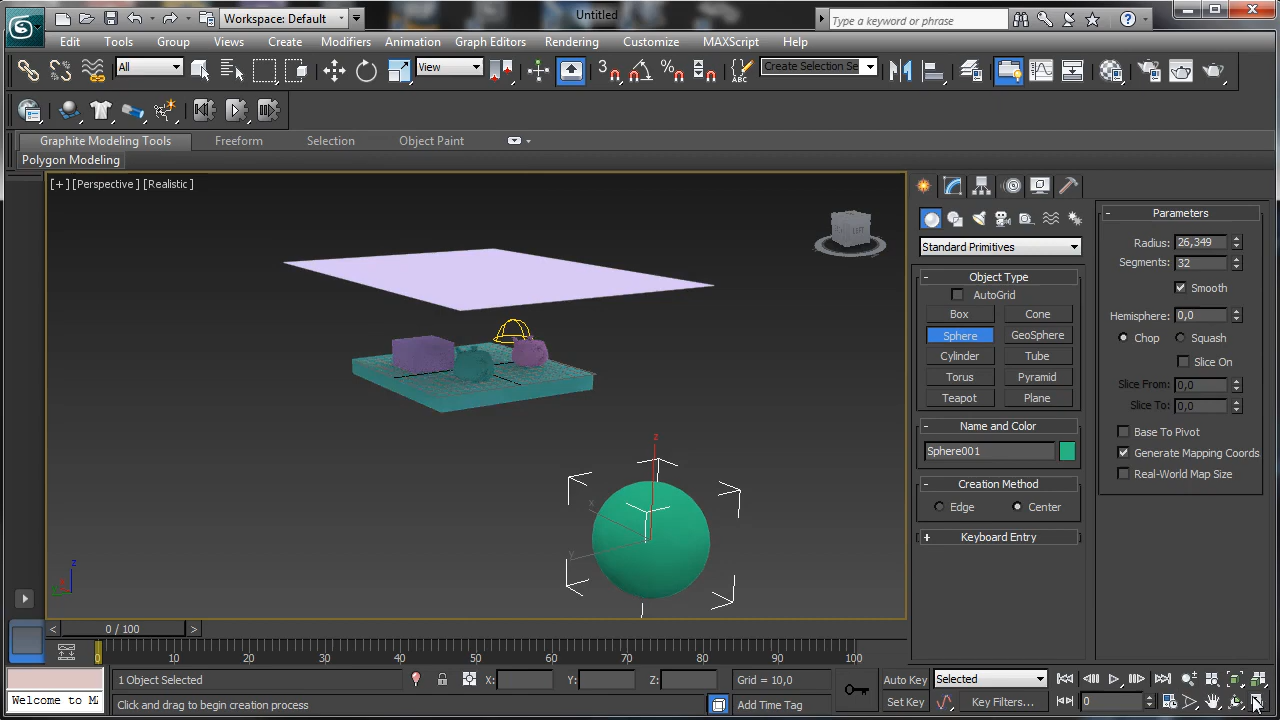 Workspace: Default
Untitled
Type a keyword or phrase
Edit Tools Group Views Create Modifiers Animation Graph Editors Rendering Customize MAXScript Help
All
View
3
Create Selection Se
ABC
Graphite Modeling Tools Freeform Selection Object Paint
Polygon Modeling
[+] [Perspective] [Realistic]
LEFT
Standard Primitives
- Object Type
AutoGrid
Box Cone
Sphere GeoSphere
Cylinder Tube
Torus Pyramid
Teapot Plane
- Name and Color
Sphere001
- Creation Method
Edge Center
+ Keyboard Entry
- Parameters
Radius: 26,349
Segments: 32
Smooth
Hemisphere: 0,0
Chop Squash
Slice On
Slice From: 0,0
Slice To: 0,0
Base To Pivot
Generate Mapping Coords
Real-World Map Size
z
x
y
z
< 0 / 100 >
0 10 20 30 40 50 60 70 80 90 100
1 Object Selected X: Y: Z: Grid = 10,0 Auto Key Selected
Welcome to M
Click and drag to begin creation process Add Time Tag Set Key Key Filters... 0